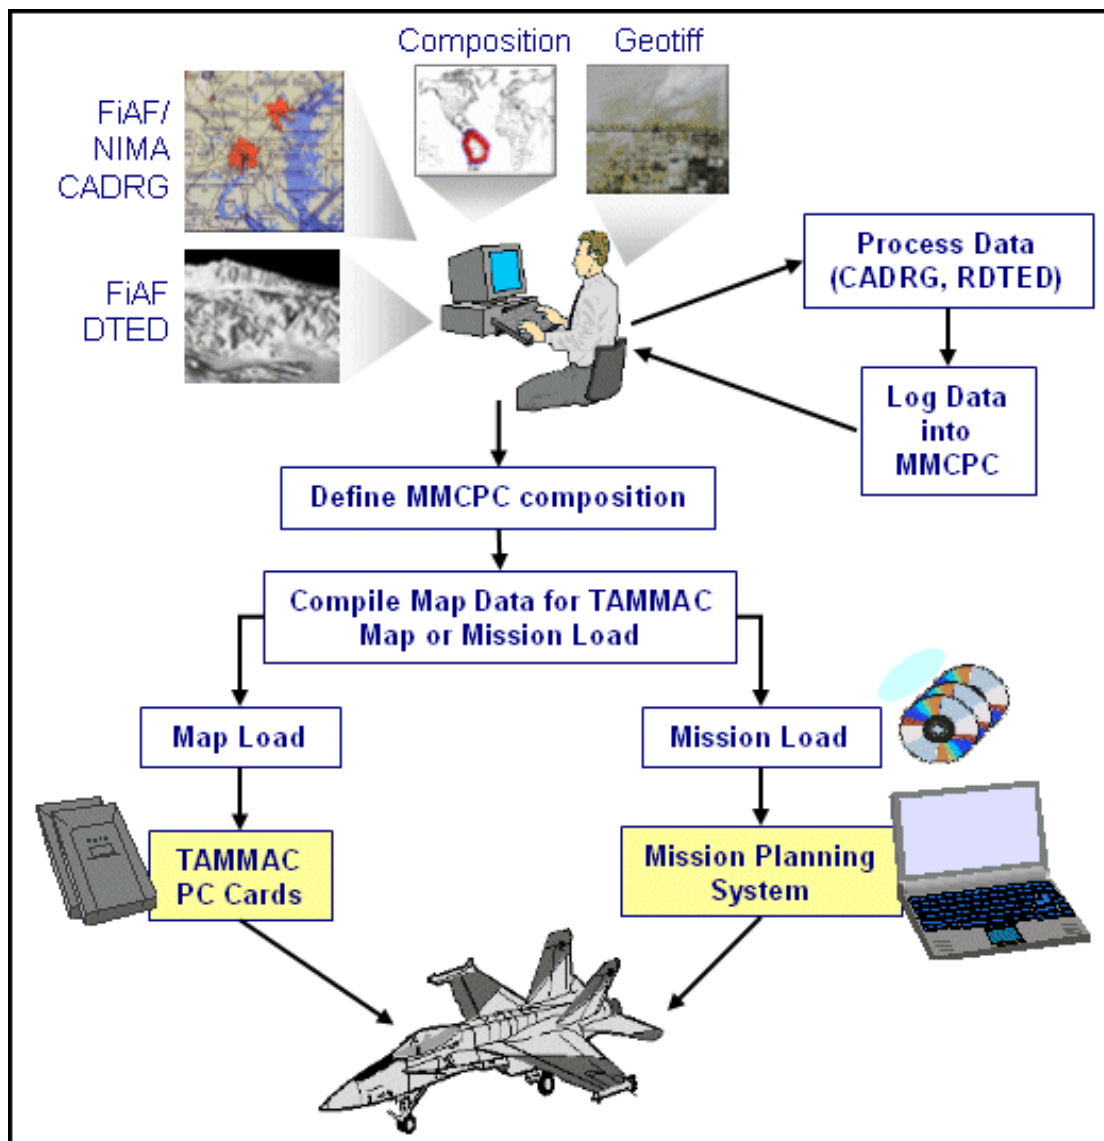 Composition
Geotiff
FiAF/
NIMA
CADRG
FiAF
DTED
Process Data
(CADRG, RDTED)
Log Data
into
MMCPC
Define MMCPC composition
Compile Map Data for TAMMAC
Map or Mission Load
Map Load
Mission Load
TAMMAC
PC Cards
Mission Planning
System